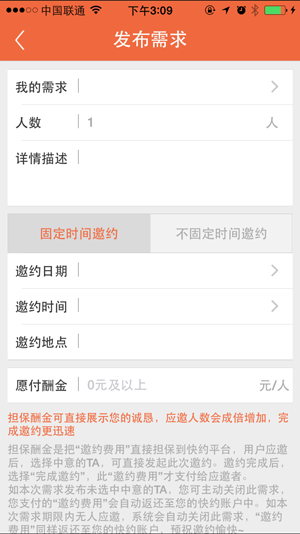 中国联通 下午3:09
发布需求
我的需求
人数 1 人
详情描述
固定时间邀约 不固定时间邀约
邀约日期
邀约时间
邀约地点
愿付酬金 0元及以上 元/人
担保酬金可直接展示您的诚恳，应邀人数会成倍增加，完
成邀约更迅速
担保酬金是把“邀约费用”直接担保到快约平台，用户应邀
后，选择中意的TA，可直接发起此次邀约。邀约完成后，
选择“完成邀约，此“邀约费用”才支付给应邀者。
如本次需求发布未选中中意的TA，您可主动关闭此需求，
您支付的“邀约费用”会自动返还至您的快约账户中。如本
次需求期限内无人应邀，系统会自动关闭此需求，“邀约
费用”同样返还至您的快约账户，预祝邀约愉快~